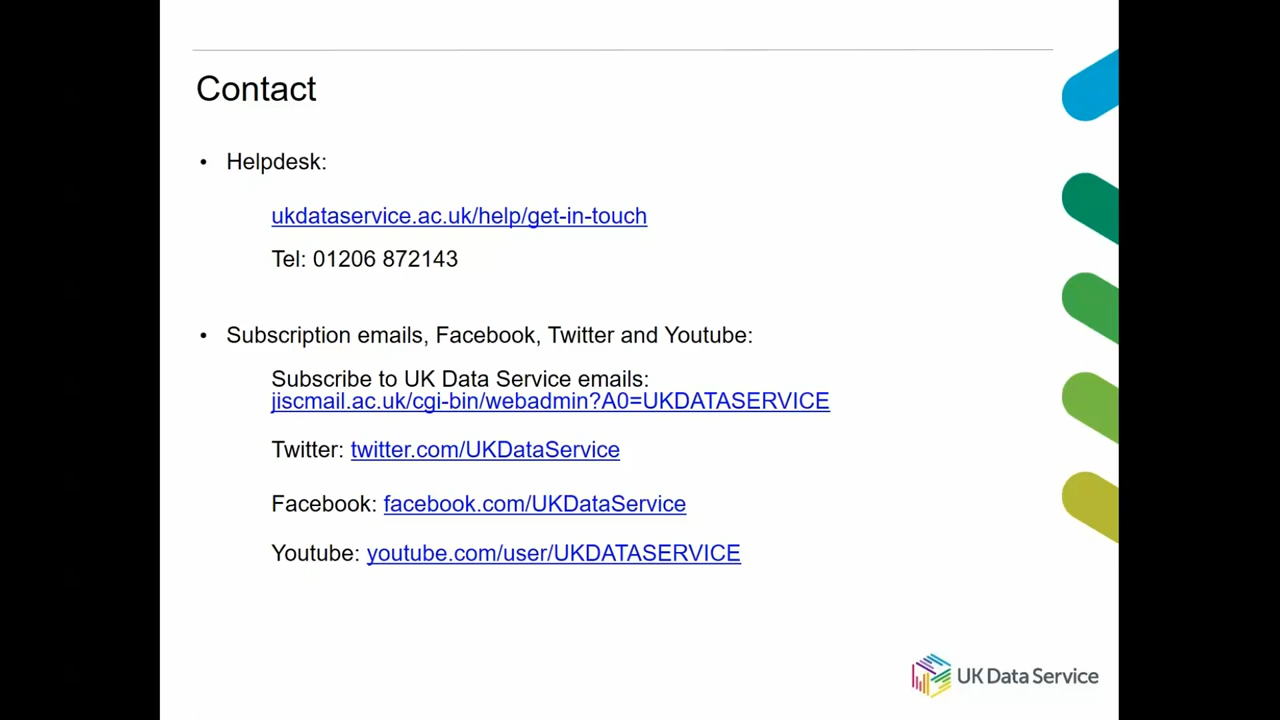 Contact
• Helpdesk:
ukdataservice.ac.uk/help/get-in-touch
Tel: 01206 872143
• Subscription emails, Facebook, Twitter and Youtube:
Subscribe to UK Data Service emails:
jiscmail.ac.uk/cgi-bin/webadmin?A0=UKDATASERVICE
Twitter: twitter.com/UKDataService
Facebook: facebook.com/UKDataService
Youtube: youtube.com/user/UKDATASERVICE
UK Data Service